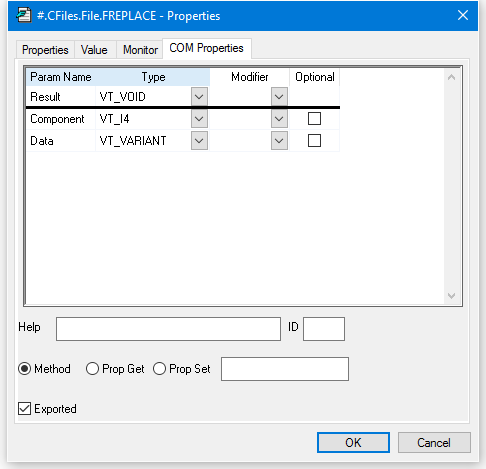 #.CFiles.File.FREPLACE - Properties
Properties Value Monitor COM Properties
Param Name Type Modifier Optional
Result VT_VOID
Component VT_I4
Data VT_VARIANT
Help ID
Method Prop Get Prop Set
Exported
OK Cancel